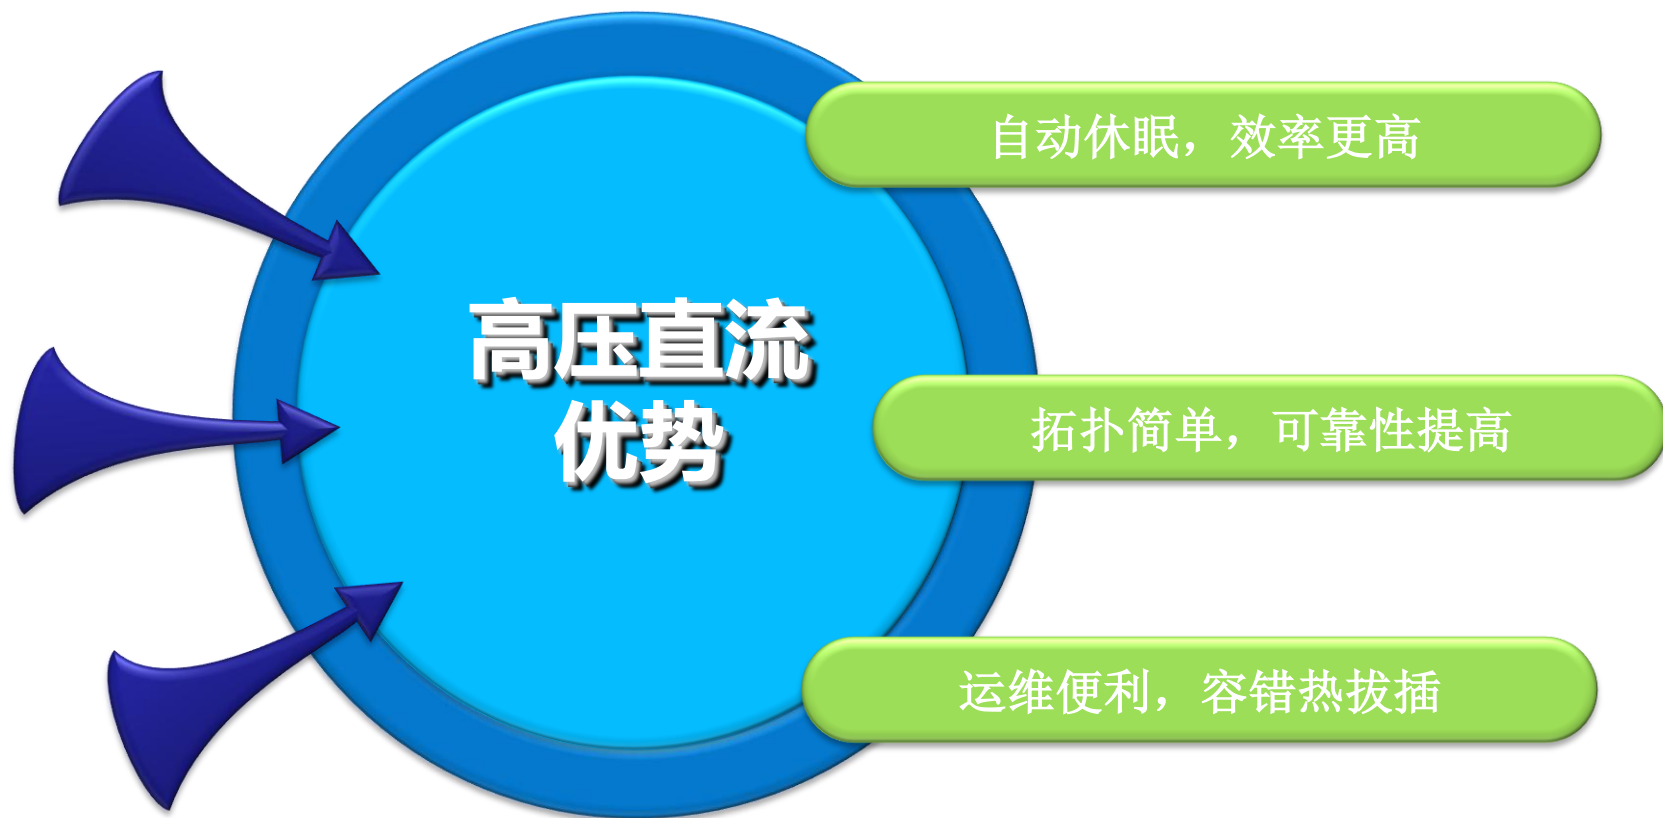 高压直流
优势
自动休眠，效率更高
拓扑简单，可靠性提高
运维便利，容错热拔插